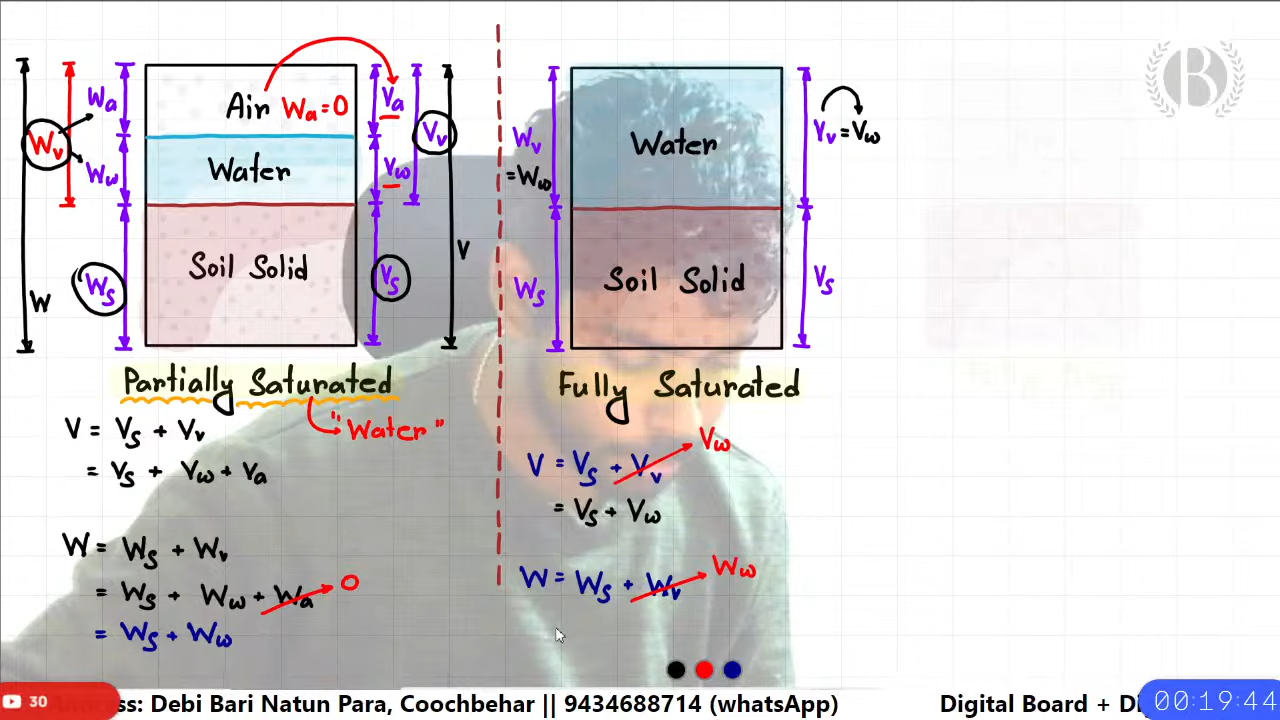 Wa
Air Wa=0
Va
Wv
Vv
Ww
Water
Vw
V
Ws
Soil Solid
Vs
W
Partially Saturated
"Water"
V = Vs + Vv
= Vs + Vw + Va
W = Ws + Wv
= Ws + Ww + Wa 0
= Ws + Ww
Wv
= Ww
Water
Vv = Vw
Ws
Soil Solid
Vs
Fully Saturated
V = Vs + Vv Vw
= Vs + Vw
W = Ws + Wv Ww
B
30
ss: Debi Bari Natun Para, Coochbehar || 9434688714 (whatsApp)
Digital Board + Di
00:19:44